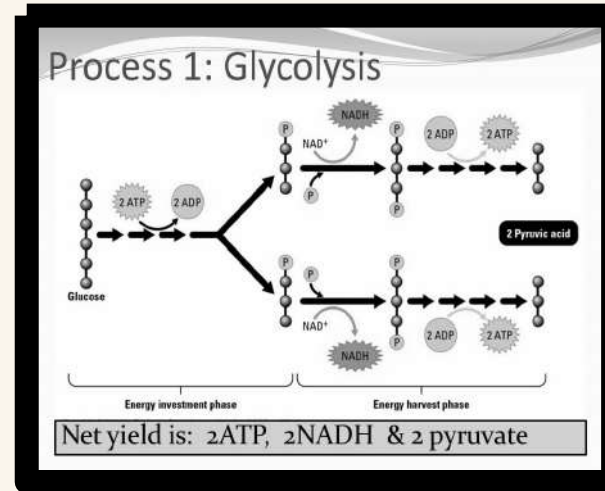 Process 1: Glycolysis
P
NADH
NAD⁺
P
P
P
2 ADP
2 ATP
2 ATP
2 ADP
2 Pyruvic acid
Glucose
P
P
NAD⁺
NADH
P
P
2 ADP
2 ATP
Energy investment phase
Energy harvest phase
Net yield is: 2ATP, 2NADH & 2 pyruvate